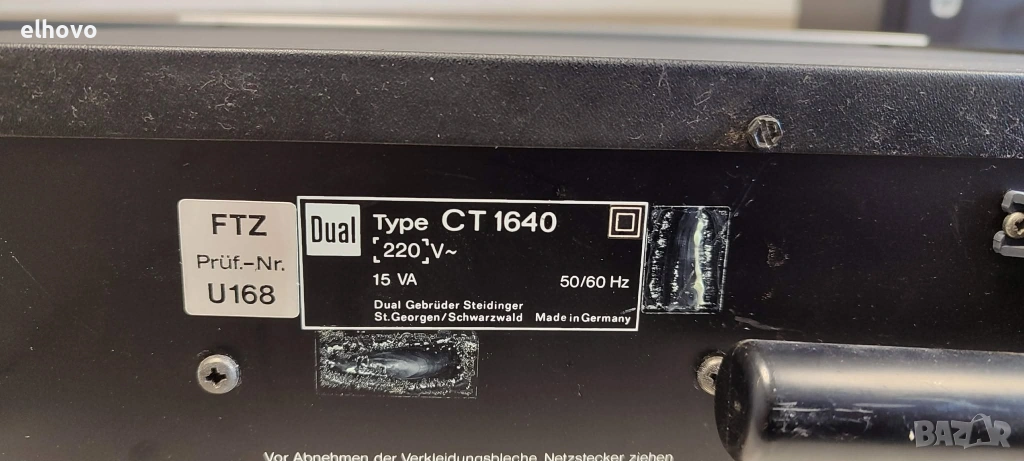 elhovo
FTZ
Prüf.-Nr.
U168
Dual
Type CT 1640
220 V~
15 VA 50/60 Hz
Dual Gebrüder Steidinger
St.Georgen/Schwarzwald Made in Germany
Vor Abnehmen der Verkleidungsbleche Netzstecker ziehen
BAZAR